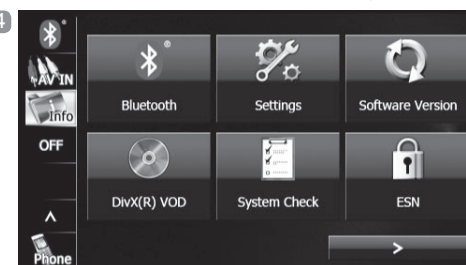 4
AV IN
Info
OFF
Phone
Bluetooth
Settings
Software Version
DivX(R) VOD
System Check
ESN